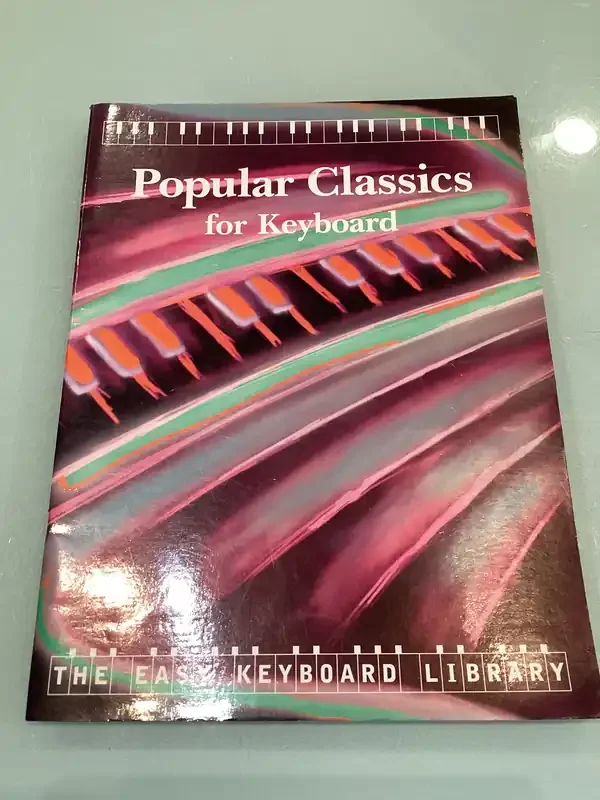 Popular Classics
for Keyboard
THE EASY KEYBOARD LIBRARY